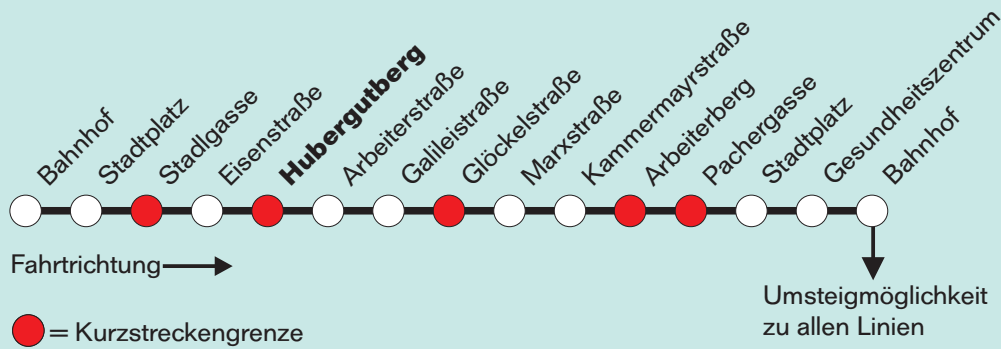 Bahnhof
Stadtplatz
Stadlgasse
Eisenstraße
Hubergutberg
Arbeiterstraße
Galileistraße
Glöckelstraße
Marxstraße
Kammermayrstraße
Arbeiterberg
Pachergasse
Stadtplatz
Gesundheitszentrum
Bahnhof
Fahrtrichtung
Umsteigmöglichkeit
zu allen Linien
= Kurzstreckengrenze